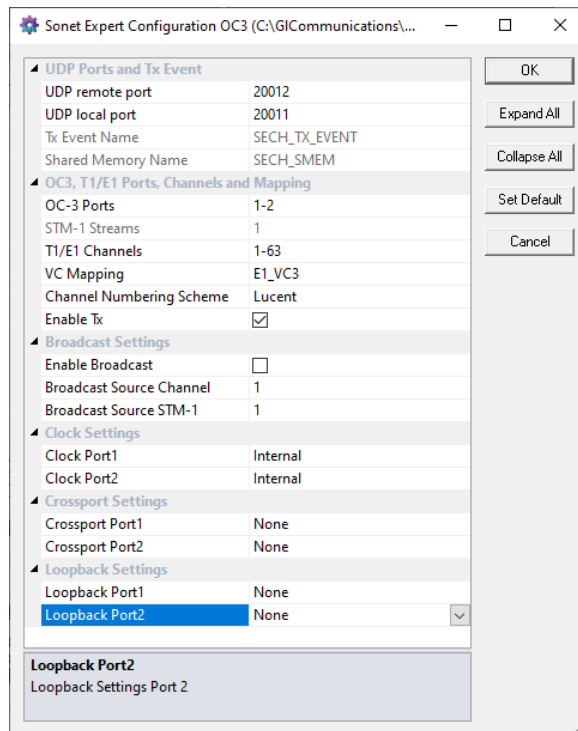 Sonet Expert Configuration OC3 (C:\GICommunications\...
UDP Ports and Tx Event
UDP remote port 20012
UDP local port 20011
Tx Event Name SECH_TX_EVENT
Shared Memory Name SECH_SMEM
OC3, T1/E1 Ports, Channels and Mapping
OC-3 Ports 1-2
STM-1 Streams 1
T1/E1 Channels 1-63
VC Mapping E1_VC3
Channel Numbering Scheme Lucent
Enable Tx
Broadcast Settings
Enable Broadcast
Broadcast Source Channel 1
Broadcast Source STM-1 1
Clock Settings
Clock Port1 Internal
Clock Port2 Internal
Crossport Settings
Crossport Port1 None
Crossport Port2 None
Loopback Settings
Loopback Port1 None
Loopback Port2 None
Loopback Port2
Loopback Settings Port 2
OK
Expand All
Collapse All
Set Default
Cancel